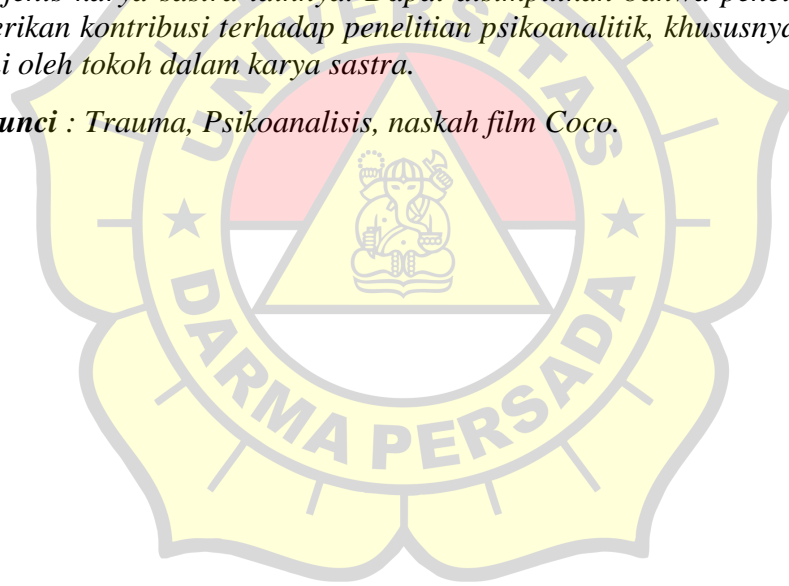 jenis karya sastra lainnya. Dapat disimpulkan bahwa penel
erikan kontribusi terhadap penelitian psikoanalitik, khususnya
i oleh tokoh dalam karya sastra.
unci : Trauma, Psikoanalisis, naskah film Coco.
UNIVERSITAS
DARMA PERSADA